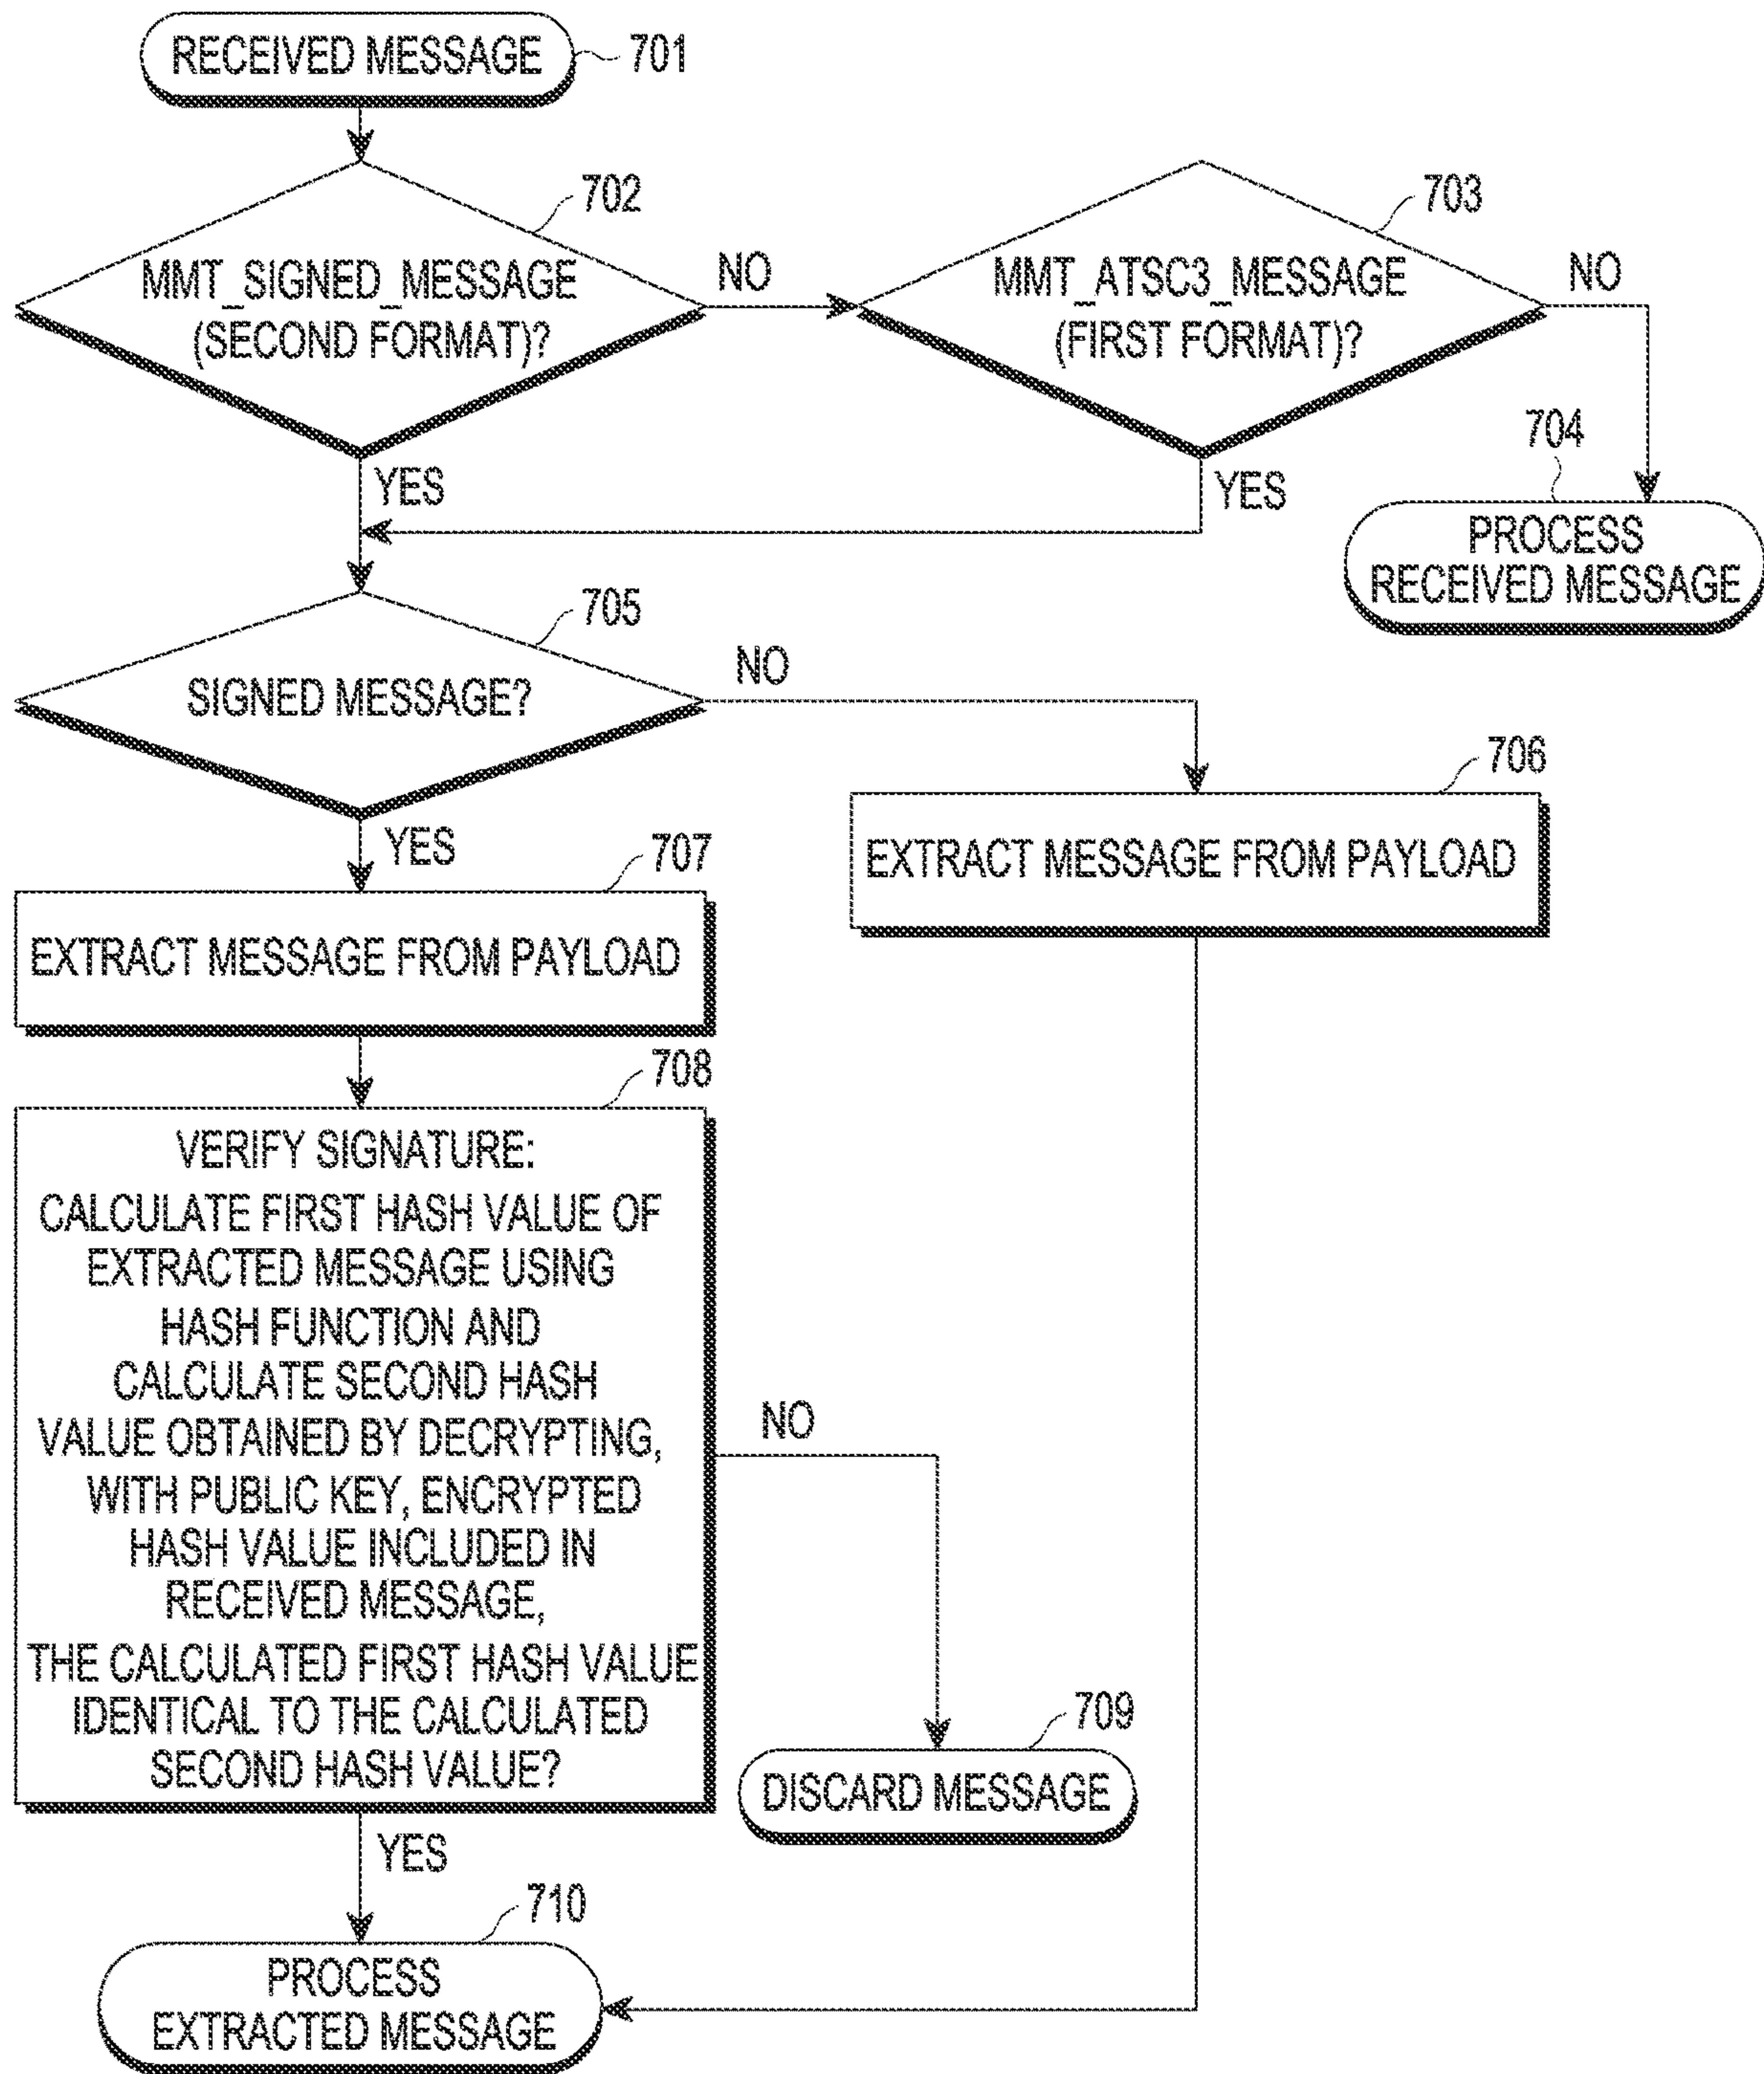 RECEIVED MESSAGE
701
702
703
MMT_SIGNED_MESSAGE
(SECOND FORMAT)?
NO
MMT_ATSC3_MESSAGE
(FIRST FORMAT)?
NO
YES
YES
704
PROCESS
RECEIVED MESSAGE
705
SIGNED MESSAGE?
NO
706
EXTRACT MESSAGE FROM PAYLOAD
YES
707
EXTRACT MESSAGE FROM PAYLOAD
708
VERIFY SIGNATURE:
CALCULATE FIRST HASH VALUE OF
EXTRACTED MESSAGE USING
HASH FUNCTION AND
CALCULATE SECOND HASH
VALUE OBTAINED BY DECRYPTING,
WITH PUBLIC KEY, ENCRYPTED
HASH VALUE INCLUDED IN
RECEIVED MESSAGE,
THE CALCULATED FIRST HASH VALUE
IDENTICAL TO THE CALCULATED
SECOND HASH VALUE?
NO
709
DISCARD MESSAGE
YES
710
PROCESS
EXTRACTED MESSAGE